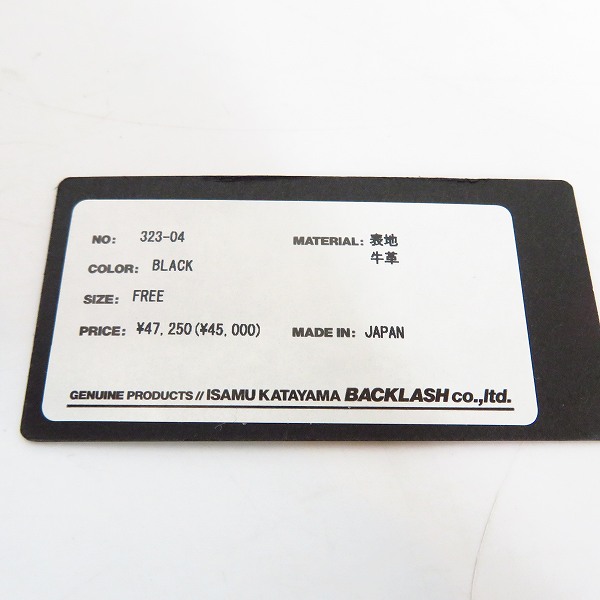 NO: 323-04
COLOR: BLACK
SIZE: FREE
PRICE: ¥47,250(¥45,000)
MATERIAL: 表地
牛革
MADE IN: JAPAN
GENUINE PRODUCTS // ISAMU KATAYAMA BACKLASH co.,ltd.